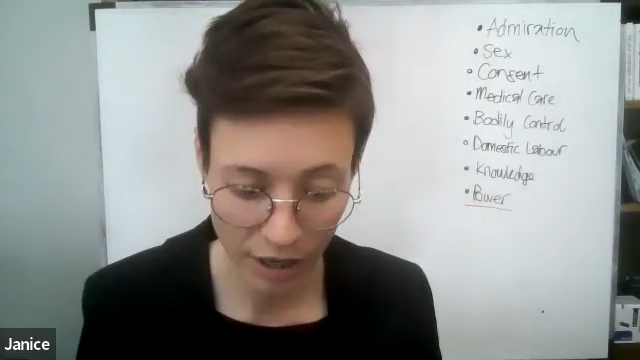 • Admiration
• Sex
• Consent
• Medical Care
• Bodily Control
• Domestic Labour
• Knowledge
• Power
Janice